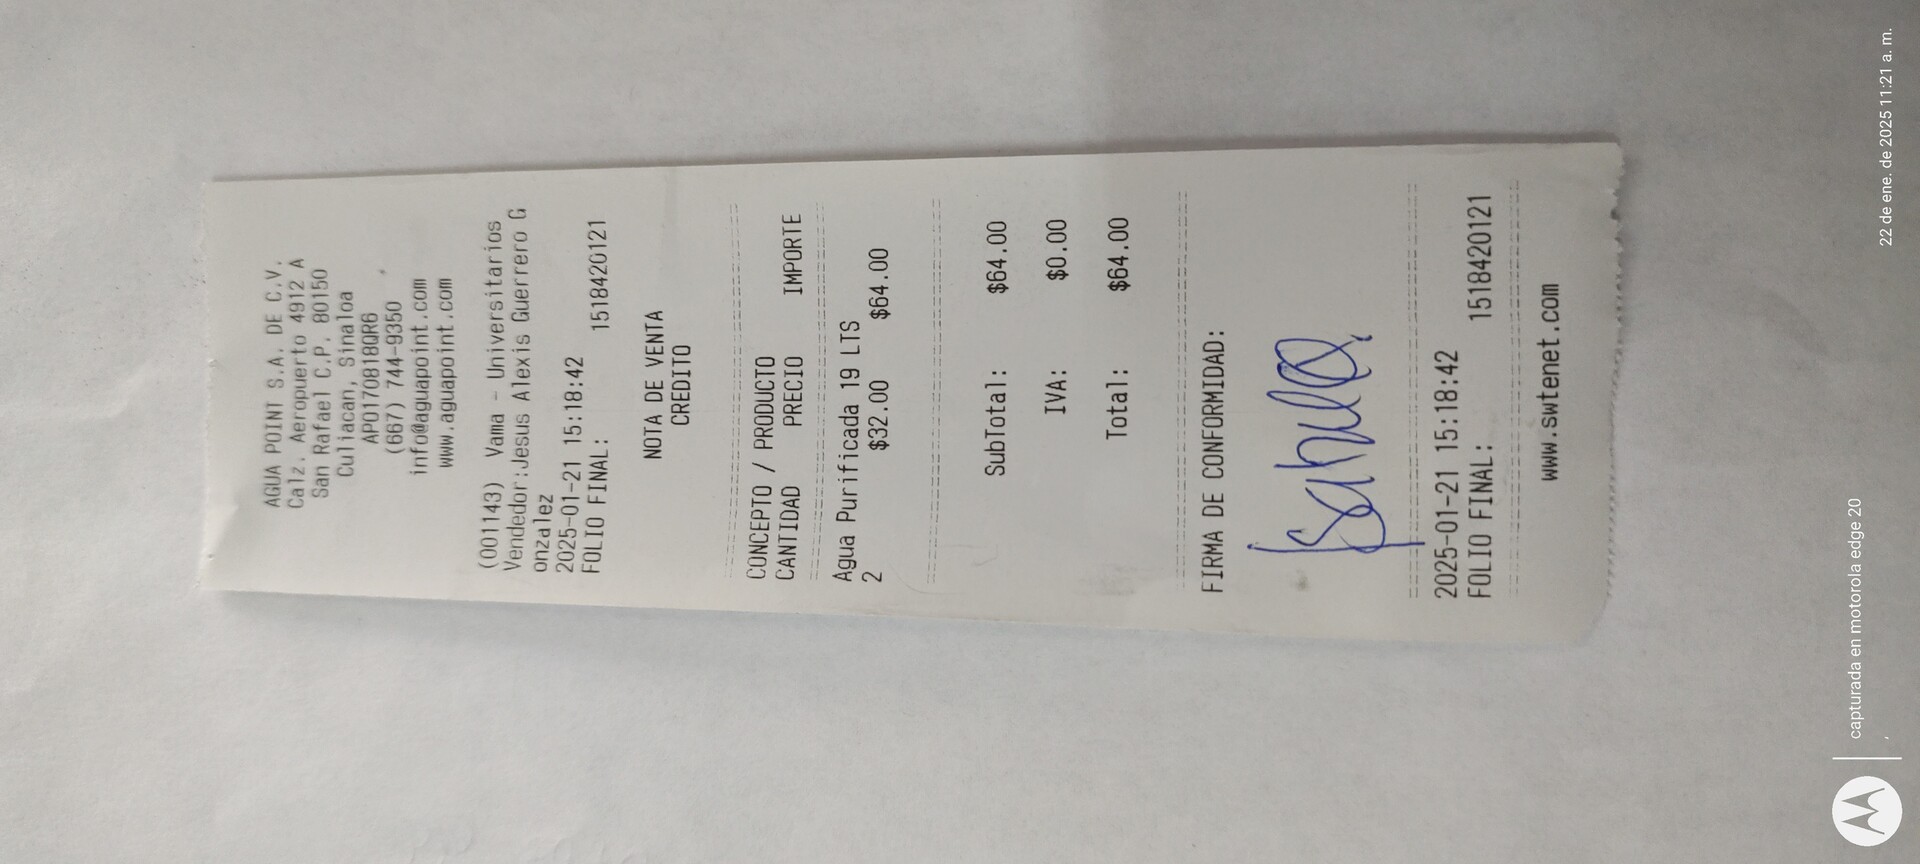 AGUA POINT S.A. DE C.V.
Calz. Aeropuerto 4912 A
San Rafael C.P. 80150
Culiacan, Sinaloa
APO170818QR6
(667) 744-9350
info@aguapoint.com
www.aguapoint.com
(001143) Vama - Universitarios
Vendedor:Jesus Alexis Guerrero G
onzalez
2025-01-21 15:18:42
FOLIO FINAL: 1518420121
NOTA DE VENTA
CREDITO
CONCEPTO / PRODUCTO
CANTIDAD PRECIO IMPORTE
Agua Purificada 19 LTS
2 $32.00 $64.00
SubTotal: $64.00
IVA: $0.00
Total: $64.00
FIRMA DE CONFORMIDAD:
2025-01-21 15:18:42
FOLIO FINAL: 1518420121
www.swtenet.com
capturada en motorola edge 20
22 de ene. de 2025 11:21 a. m.